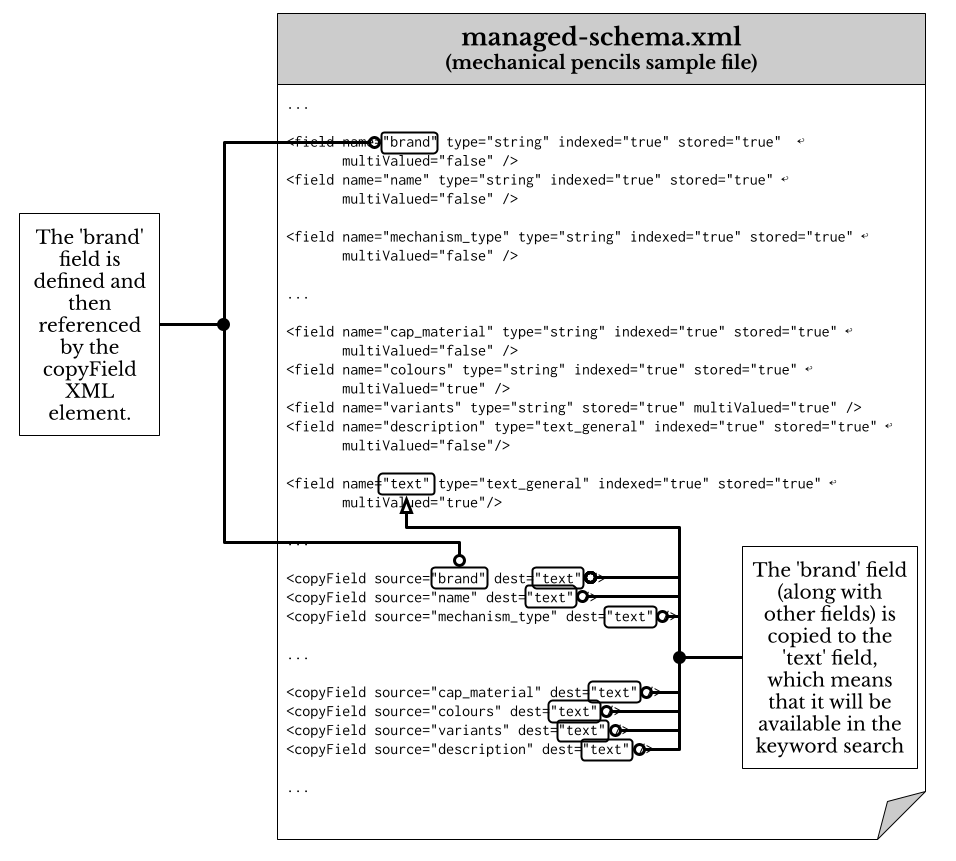 managed-schema.xml
(mechanical pencils sample file)
...
<field name="brand" type="string" indexed="true" stored="true" ↵
multiValued="false" />
<field name="name" type="string" indexed="true" stored="true" ↵
multiValued="false" />
<field name="mechanism_type" type="string" indexed="true" stored="true" ↵
multiValued="false" />
...
<field name="cap_material" type="string" indexed="true" stored="true" ↵
multiValued="false" />
<field name="colours" type="string" indexed="true" stored="true" ↵
multiValued="true" />
<field name="variants" type="string" stored="true" multiValued="true" />
<field name="description" type="text_general" indexed="true" stored="true" ↵
multiValued="false"/>
<field name="text" type="text_general" indexed="true" stored="true" ↵
multiValued="true"/>
...
<copyField source="brand" dest="text"/>
<copyField source="name" dest="text"/>
<copyField source="mechanism_type" dest="text"/>
...
<copyField source="cap_material" dest="text"/>
<copyField source="colours" dest="text"/>
<copyField source="variants" dest="text"/>
<copyField source="description" dest="text"/>
...
The 'brand'
field is
defined and
then
referenced
by the
copyField
XML
element.
The 'brand' field
(along with
other fields) is
copied to the
'text' field,
which means
that it will be
available in the
keyword search